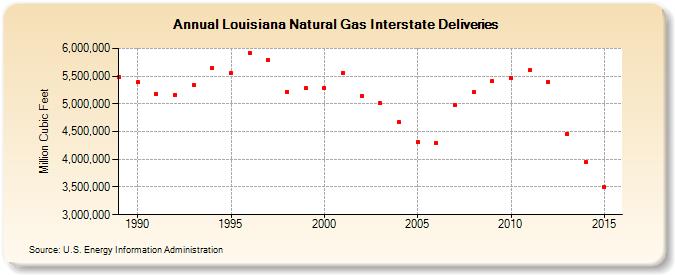 Annual Louisiana Natural Gas Interstate Deliveries
Million Cubic Feet
6,000,000
5,500,000
5,000,000
4,500,000
4,000,000
3,500,000
3,000,000
1990 1995 2000 2005 2010 2015
Source: U.S. Energy Information Administration